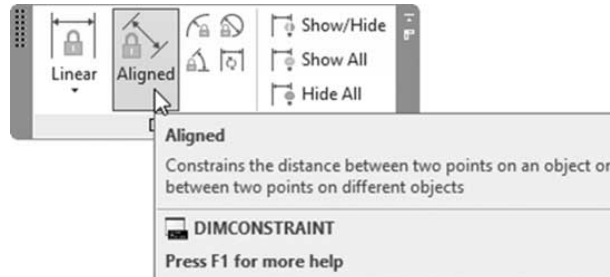 Linear
Aligned
Show/Hide
Show All
Hide All
Aligned
Constrains the distance between two points on an object or
between two points on different objects
DIMCONSTRAINT
Press F1 for more help